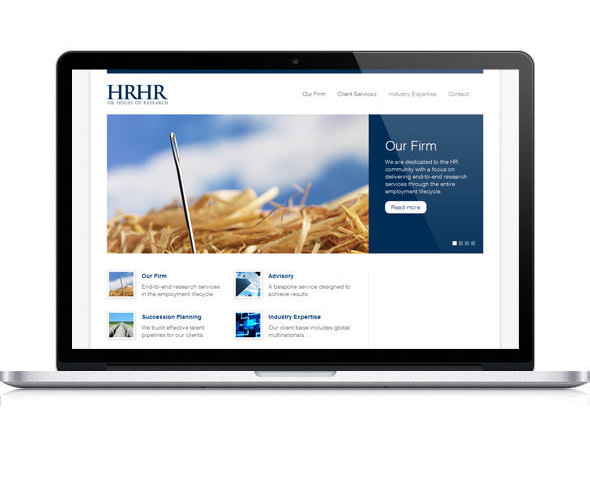 HRHR
HR HOUSE OF RESEARCH
Our Firm Client Services Industry Expertise Contact
Our Firm
We are dedicated to the HR
community with a focus on
delivering end-to-end research
services through the entire
employment lifecycle.
Read more
Our Firm
End-to-end research services
in the employment lifecycle
Advisory
A bespoke service designed to
achieve results
Succession Planning
We build effective talent
pipelines for our clients
Industry Expertise
Our client base includes global
multinationals ...